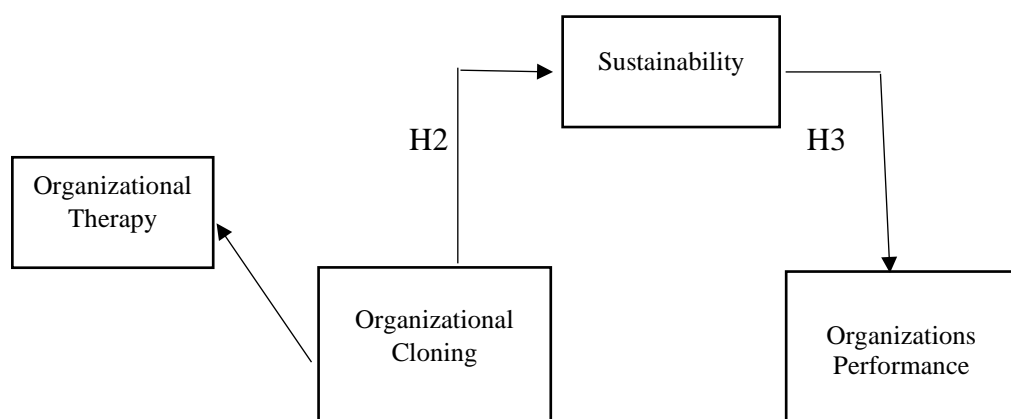 Sustainability
H2
H3
Organizational
Therapy
Organizational
Cloning
Organizations
Performance